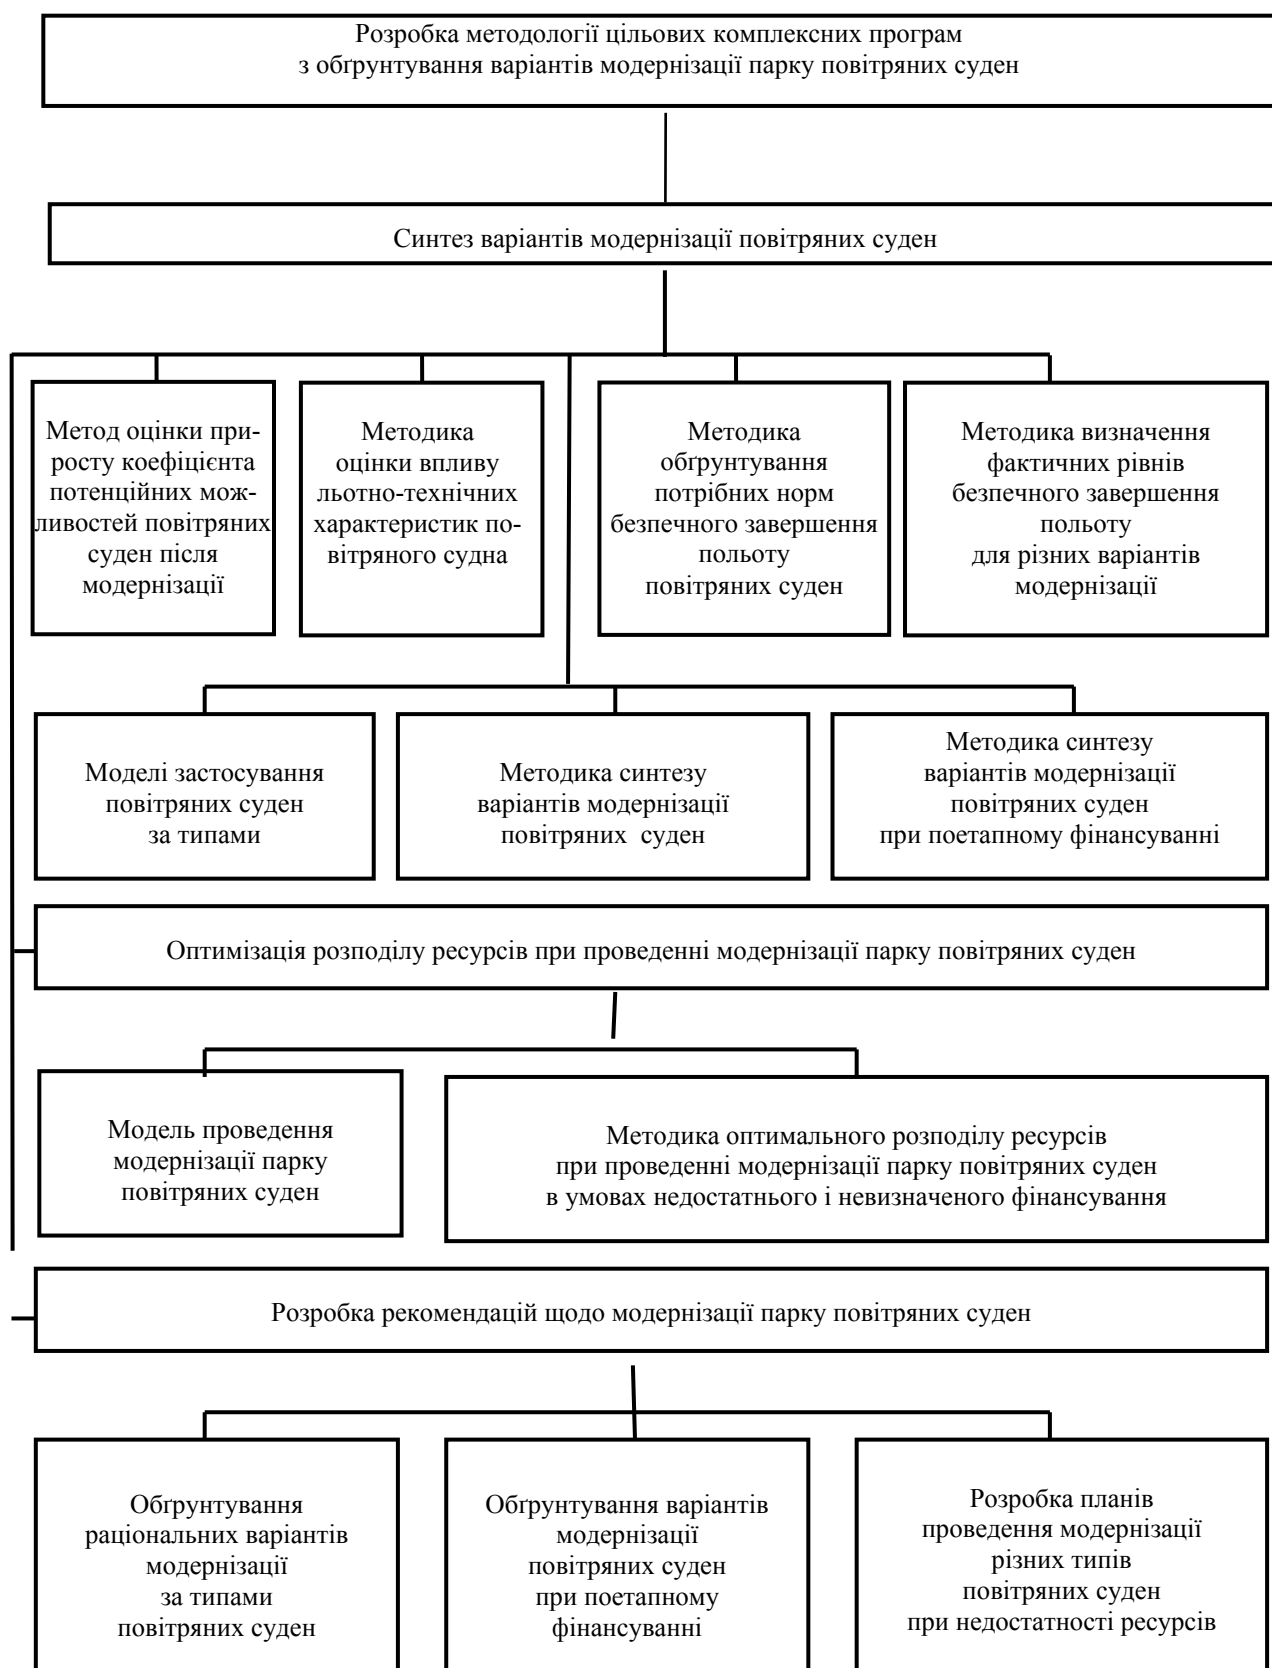 Розробка методології цільових комплексних програм
з обґрунтування варіантів модернізації парку повітряних суден
Синтез варіантів модернізації повітряних суден
Метод оцінки при-
росту коефіцієнта
потенційних мож-
ливостей повітряних
суден після
модернізації
Методика
оцінки впливу
льотно-технічних
характеристик по-
вітряного судна
Методика
обґрунтування
потрібних норм
безпечного завершення
польоту
повітряних суден
Методика визначення
фактичних рівнів
безпечного завершення
польоту
для різних варіантів
модернізації
Моделі застосування
повітряних суден
за типами
Методика синтезу
варіантів модернізації
повітряних суден
Методика синтезу
варіантів модернізації
повітряних суден
при поетапному фінансуванні
Оптимізація розподілу ресурсів при проведенні модернізації парку повітряних суден
Модель проведення
модернізації парку
повітряних суден
Методика оптимального розподілу ресурсів
при проведенні модернізації парку повітряних суден
в умовах недостатнього і невизначеного фінансування
Розробка рекомендацій щодо модернізації парку повітряних суден
Обґрунтування
раціональних варіантів
модернізації
за типами
повітряних суден
Обґрунтування варіантів
модернізації
повітряних суден
при поетапному
фінансуванні
Розробка планів
проведення модернізації
різних типів
повітряних суден
при недостатності ресурсів